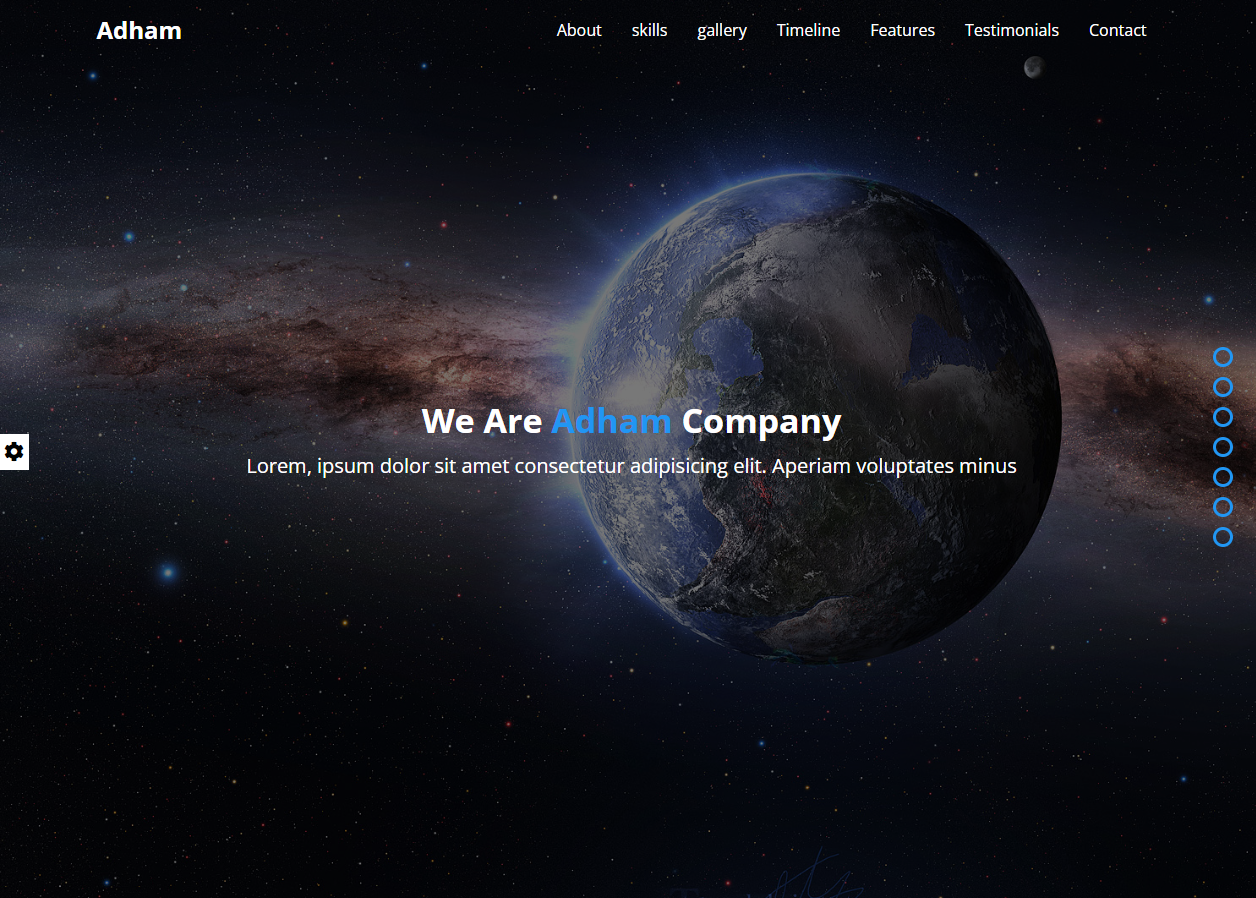 Adham
About skills gallery Timeline Features Testimonials Contact
We Are Adham Company
Lorem, ipsum dolor sit amet consectetur adipisicing elit. Aperiam voluptates minus